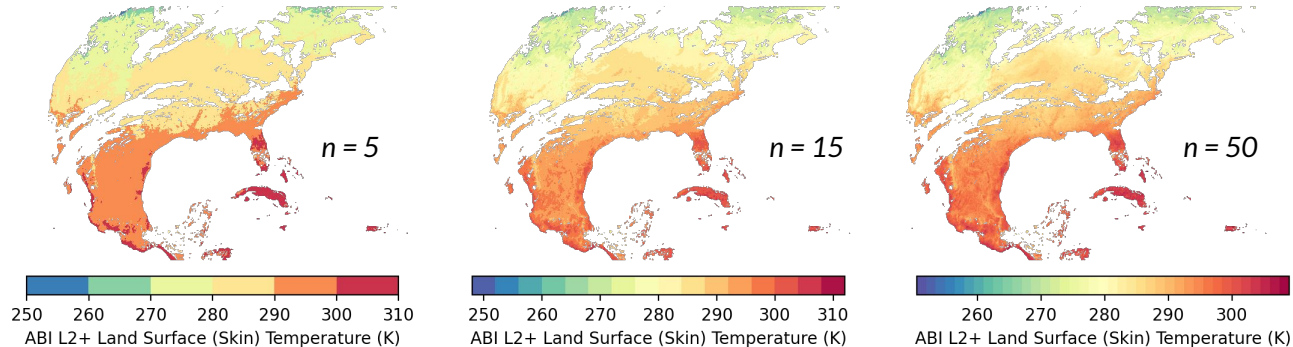 n = 5
n = 15
n = 50
250 260 270 280 290 300 310
ABI L2+ Land Surface (Skin) Temperature (K)
250 260 270 280 290 300 310
ABI L2+ Land Surface (Skin) Temperature (K)
260 270 280 290 300
ABI L2+ Land Surface (Skin) Temperature (K)